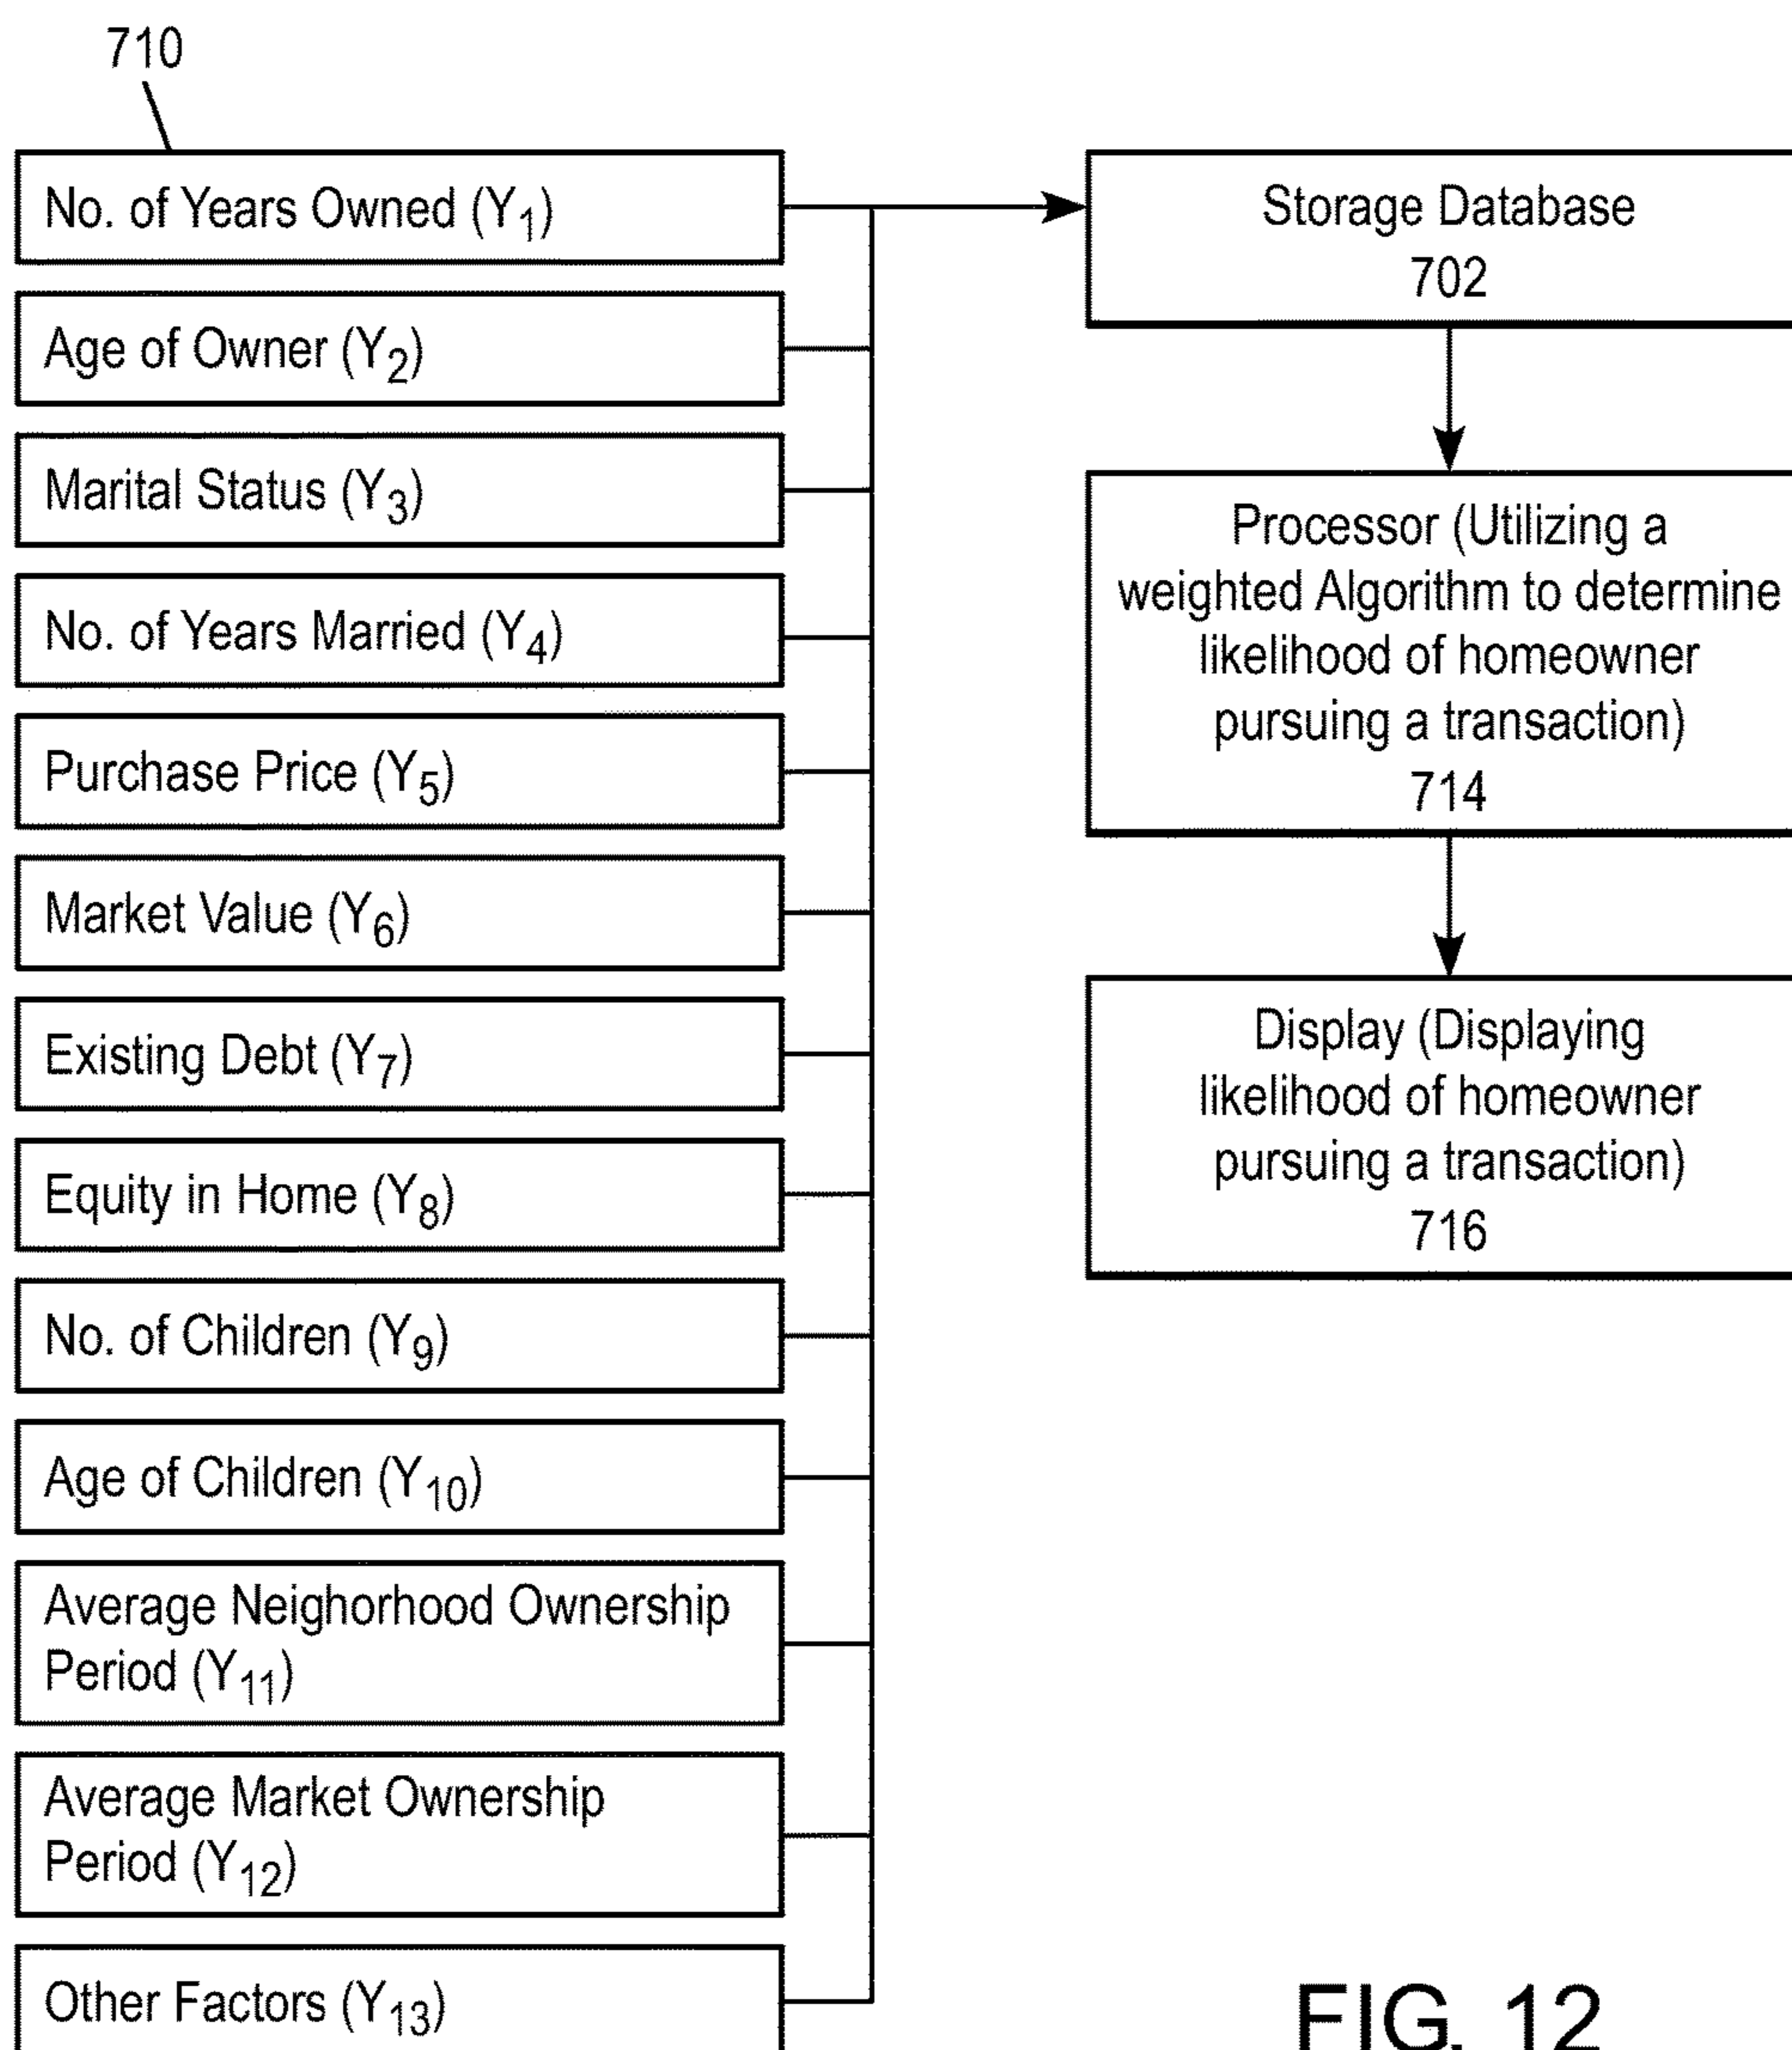 710
No. of Years Owned (Y1)
Age of Owner (Y2)
Marital Status (Y3)
No. of Years Married (Y4)
Purchase Price (Y5)
Market Value (Y6)
Existing Debt (Y7)
Equity in Home (Y8)
No. of Children (Y9)
Age of Children (Y10)
Average Neighorhood Ownership
Period (Y11)
Average Market Ownership
Period (Y12)
Other Factors (Y13)
Storage Database
702
Processor (Utilizing a
weighted Algorithm to determine
likelihood of homeowner
pursuing a transaction)
714
Display (Displaying
likelihood of homeowner
pursuing a transaction)
716
FIG. 12